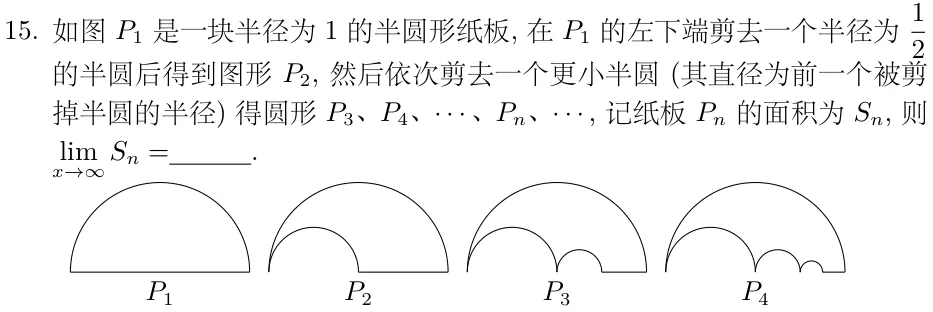 15. 如图 P₁ 是一块半径为 1 的半圆形纸板, 在 P₁ 的左下端剪去一个半径为 1/2
的半圆后得到图形 P₂, 然后依次剪去一个更小半圆 (其直径为前一个被剪
掉半圆的半径) 得圆形 P₃、P₄、⋯、Pₙ、⋯, 记纸板 Pₙ 的面积为 Sₙ, 则
lim x→∞ Sₙ =______.
P₁ P₂ P₃ P₄